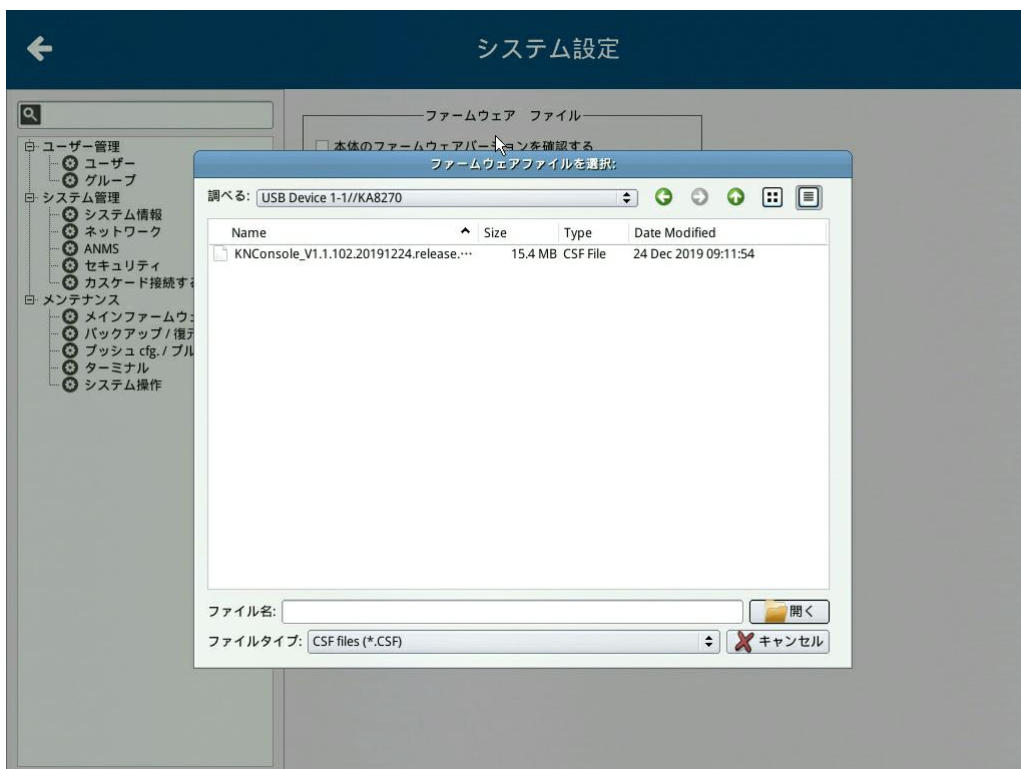 システム設定
ファームウェア ファイル
本体のファームウェアバージョンを確認する
ユーザー管理
ユーザー
グループ
システム管理
システム情報
ネットワーク
ANMS
セキュリティ
カスケード接続する
メンテナンス
メインファームウ
バックアップ / 復
プッシュ cfg. / プル
ターミナル
システム操作
ファームウェアファイルを選択:
調べる: USB Device 1-1//KA8270
Name Size Type Date Modified
KNConsole_V1.1.102.20191224.release.… 15.4 MB CSF File 24 Dec 2019 09:11:54
ファイル名: 開く
ファイルタイプ: CSF files (*.CSF) キャンセル